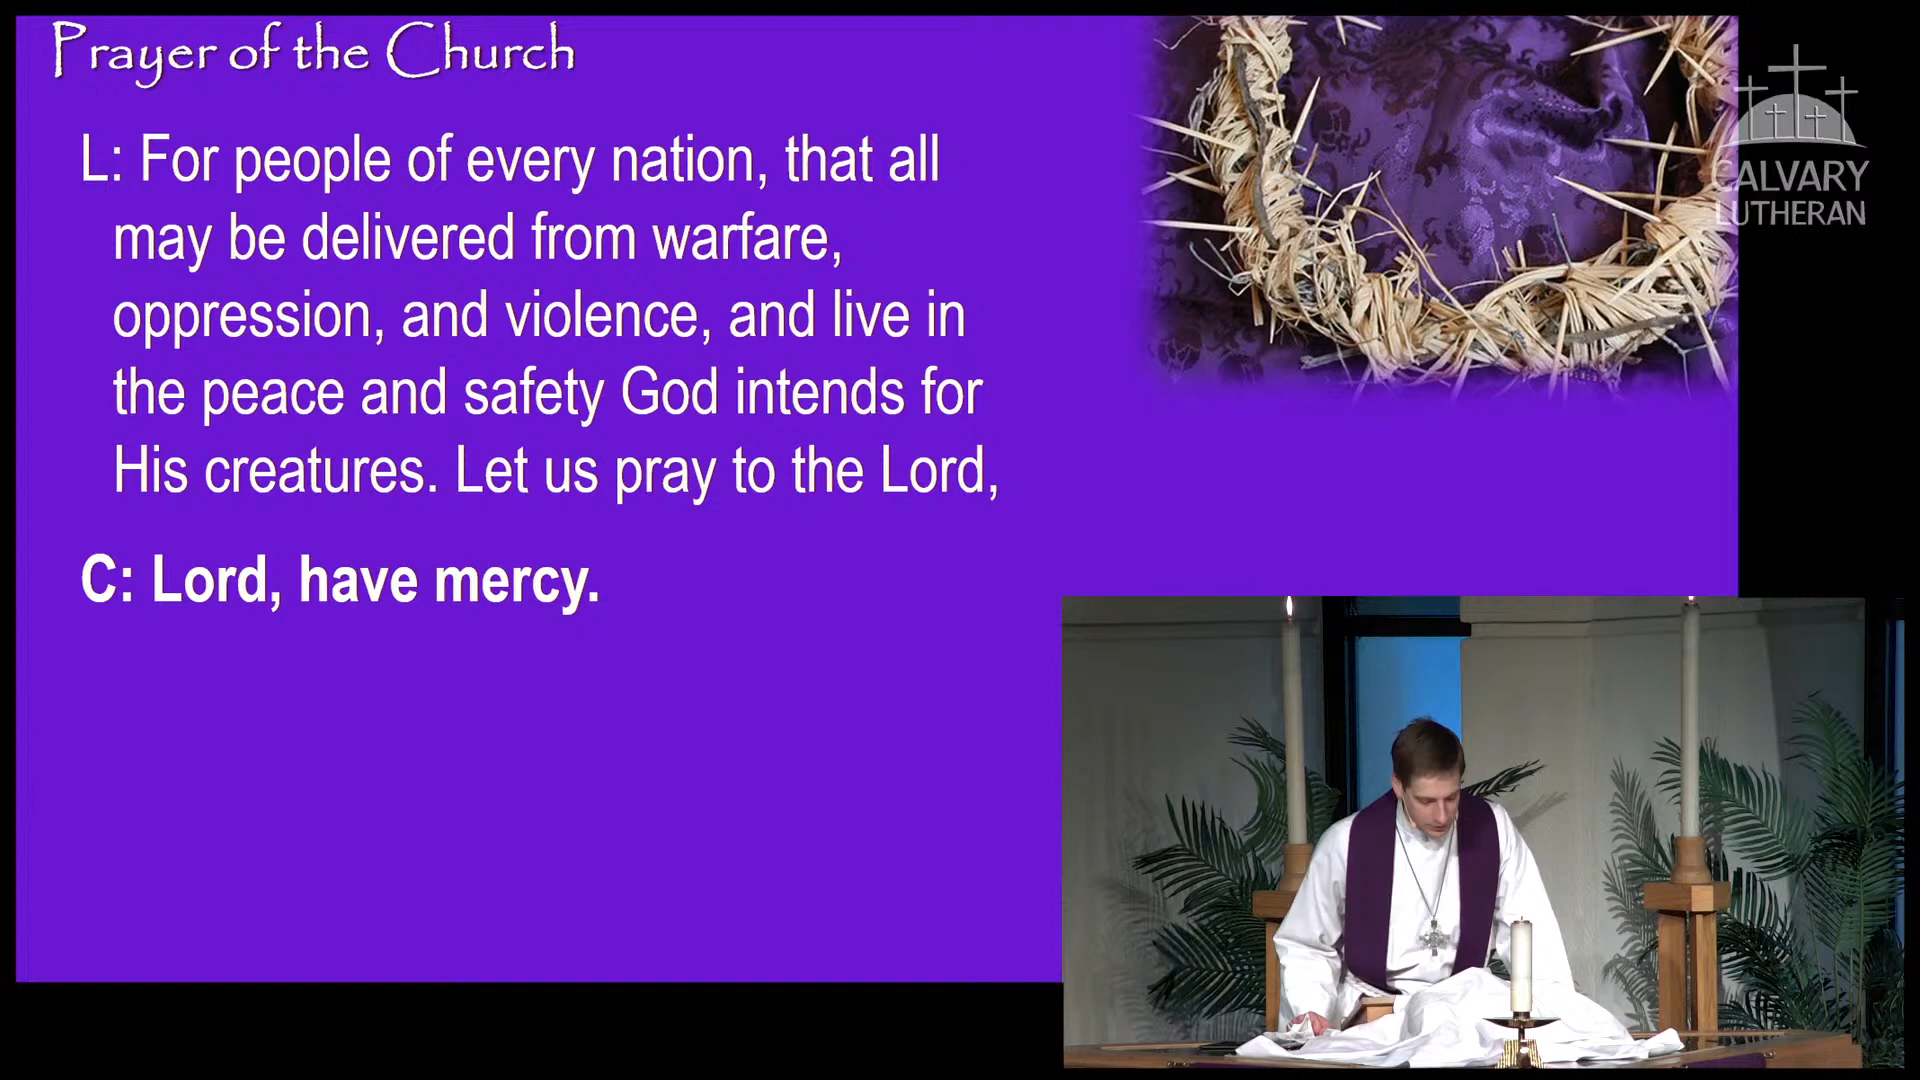 Prayer of the Church
L: For people of every nation, that all
may be delivered from warfare,
oppression, and violence, and live in
the peace and safety God intends for
His creatures. Let us pray to the Lord,
C: Lord, have mercy.
CALVARY
LUTHERAN